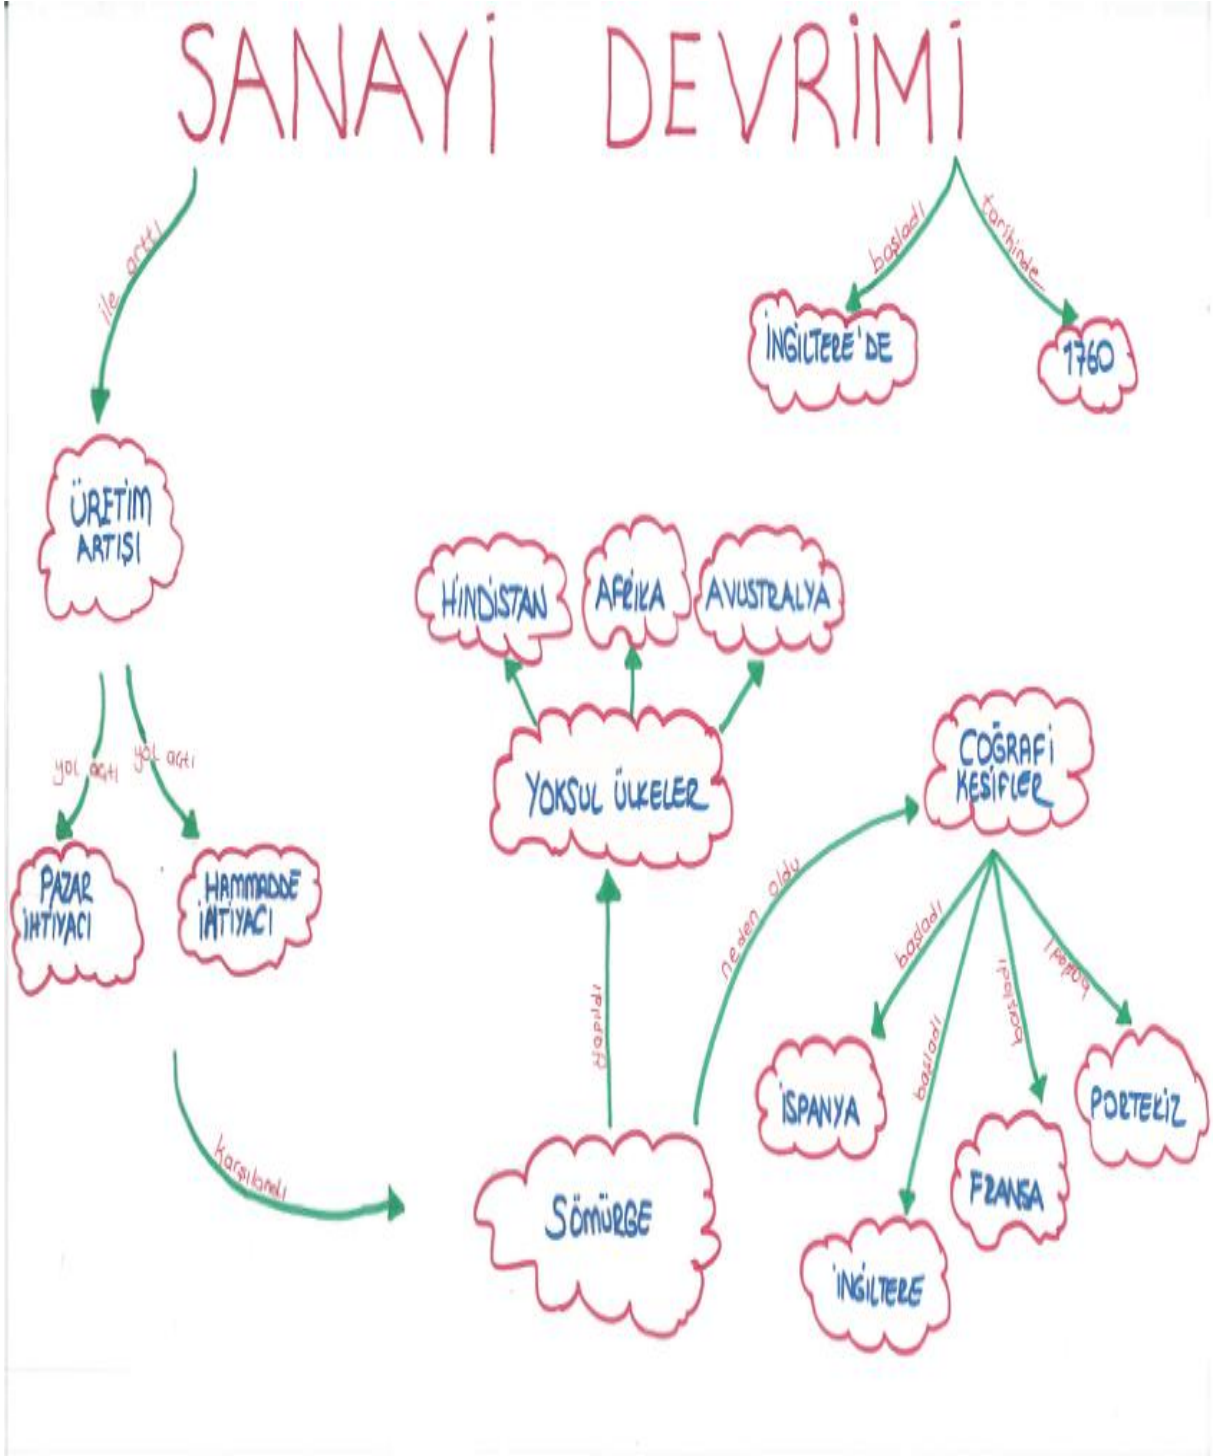 SANAYİ DEVRİMİ
ile arttı
başladı
tarihinde
İNGİLTERE'DE
1760
ÜRETİM
ARTIŞI
HİNDİSTAN
AFRİKA
AVUSTRALYA
yol açtı
yol açtı
YOKSUL ÜLKELER
COĞRAFİ
KEŞİFLER
PAZAR
İHTİYACI
HAMMADDE
İHTİYACI
neden oldu
yapıldı
başladı
başladı
başladı
başladı
karşılandı
SÖMÜRGE
İSPANYA
PORTEKİZ
FRANSA
İNGİLTERE